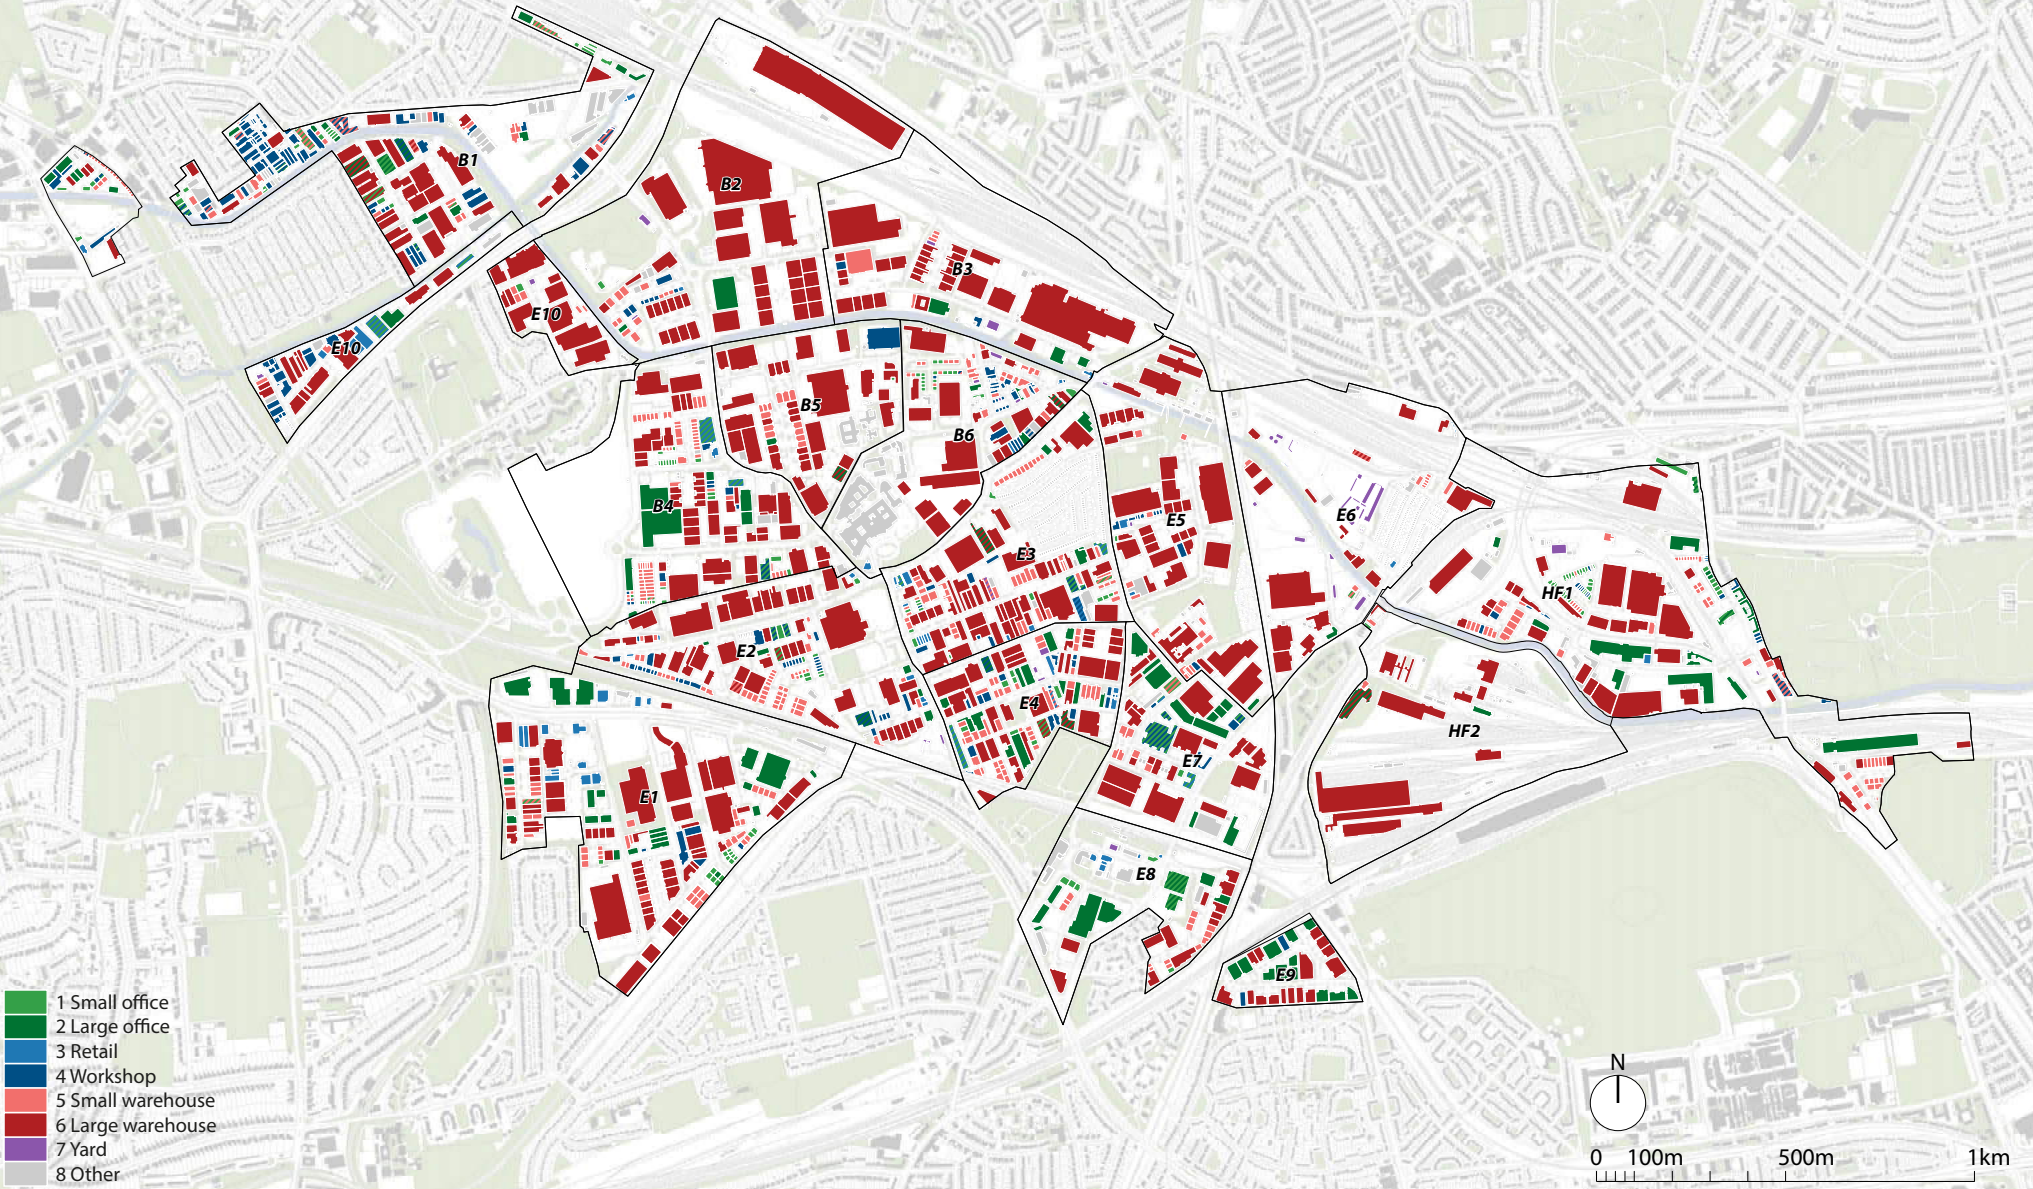 B1
B2
B3
E10
E10
B5
B6
B4
E5
E6
E3
HF1
E2
E4
HF2
E7
E1
E8
E9
1 Small office
2 Large office
3 Retail
4 Workshop
5 Small warehouse
6 Large warehouse
7 Yard
8 Other
N
0 100m 500m 1km